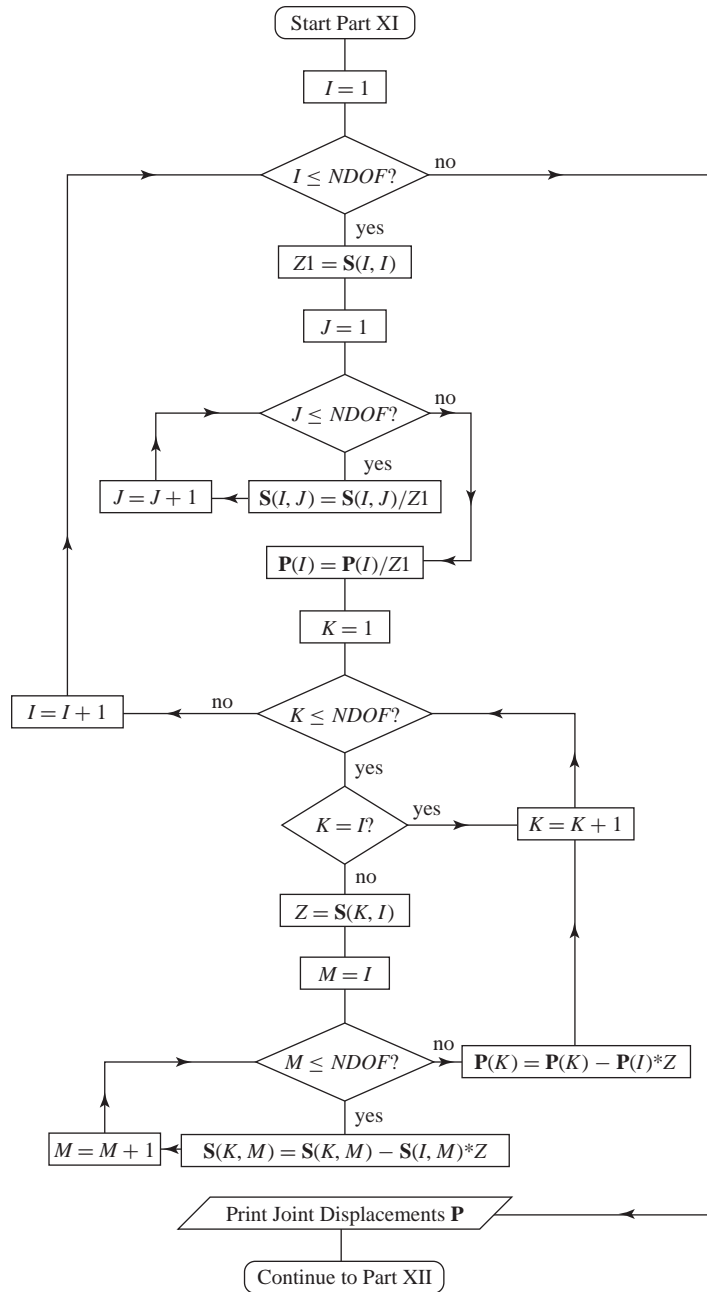 Start Part XI
I = 1
I ≤ NDOF?
no
yes
Z1 = S(I, I)
J = 1
J ≤ NDOF?
no
yes
J = J + 1
S(I, J) = S(I, J)/Z1
P(I) = P(I)/Z1
K = 1
I = I + 1
no
K ≤ NDOF?
yes
K = I?
yes
K = K + 1
no
Z = S(K, I)
M = I
M ≤ NDOF?
no
P(K) = P(K) − P(I)*Z
yes
M = M + 1
S(K, M) = S(K, M) − S(I, M)*Z
Print Joint Displacements P
Continue to Part XII